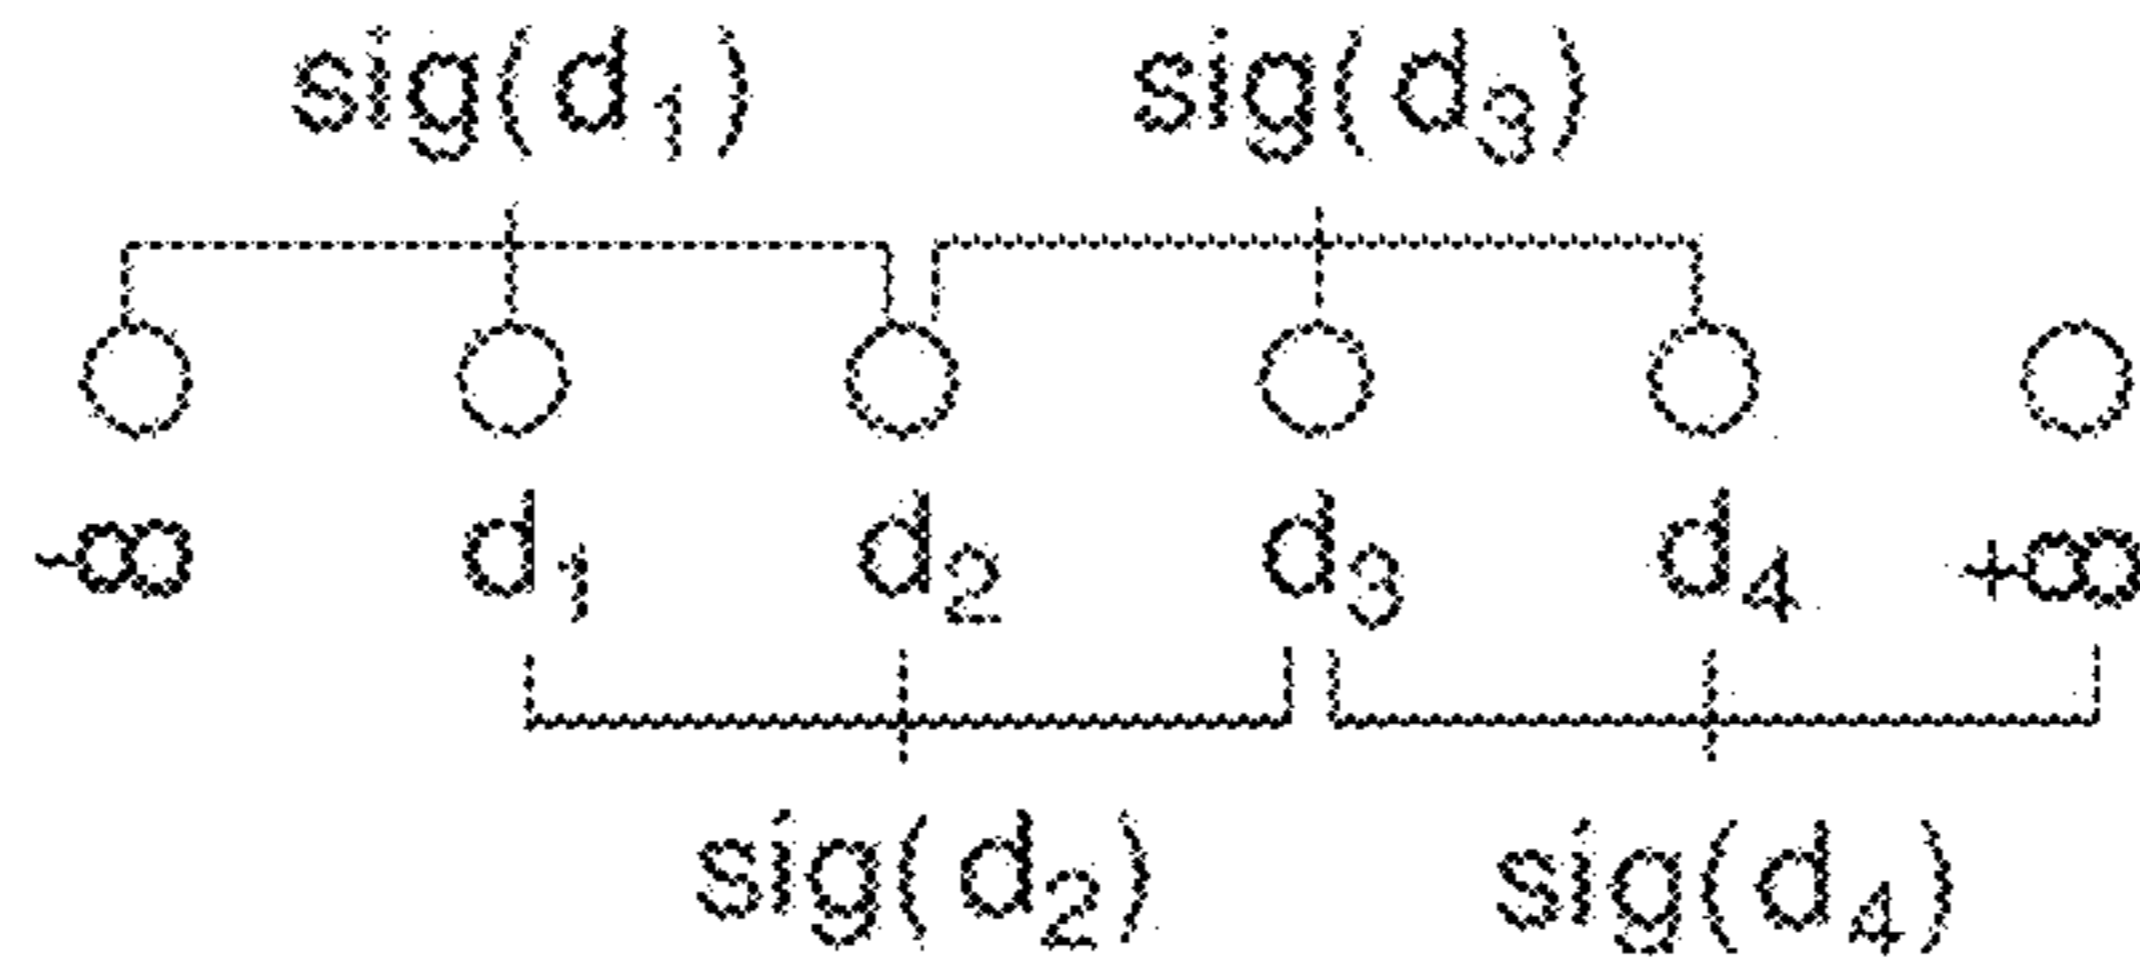 sig(d₁) sig(d₃)
-∞ d₁ d₂ d₃ d₄ +∞
sig(d₂) sig(d₄)